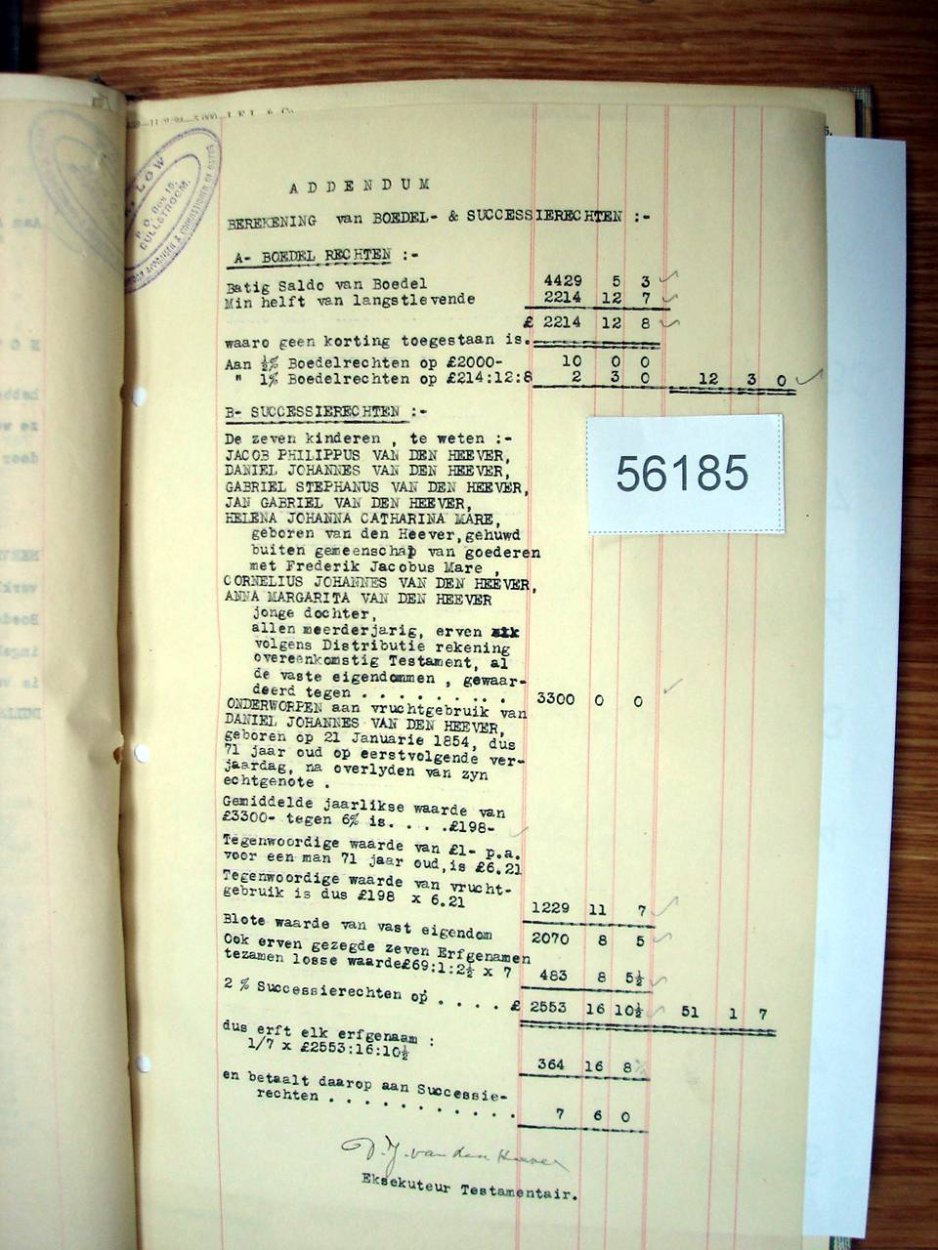 LOW
P.O. Box 15,
DULLSTROOM.
ADDENDUM
BEREKENING van BOEDEL- & SUCCESSIERECHTEN :-
A- BOEDEL RECHTEN :-
Batig Saldo van Boedel 4429 5 3
Min helft van langstlevende 2214 12 7
£ 2214 12 8
waaro geen korting toegestaan is.
Aan ½% Boedelrechten op £2000- 10 0 0
" 1% Boedelrechten op £214:12:8 2 3 0 12 3 0
B- SUCCESSIERECHTEN :-
De zeven kinderen , te weten :-
JACOB PHILIPPUS VAN DEN HEEVER,
DANIEL JOHANNES VAN DEN HEEVER,
GABRIEL STEPHANUS VAN DEN HEEVER,
JAN GABRIEL VAN DEN HEEVER,
HELENA JOHANNA CATHARINA MARE,
geboren van den Heever, gehuwd
buiten gemeenschap van goederen
met Frederik Jacobus Mare ,
CORNELIUS JOHANNES VAN DEN HEEVER,
ANNA MARGARITA VAN DEN HEEVER
jonge dochter,
allen meerderjarig, erven
volgens Distributie rekening
overeenkomstig Testament, al
de vaste eigendommen , gewaar-
deerd tegen . . . . . . . . . 3300 0 0
ONDERWORPEN aan vruchtgebruik van
DANIEL JOHANNES VAN DEN HEEVER,
geboren op 21 Januarie 1854, dus
71 jaar oud op eerstvolgende ver-
jaardag, na overlyden van zyn
echtgenote .
Gemiddelde jaarlikse waarde van
£3300- tegen 6% is. . . . .£198-
Tegenwoordige waarde van £1- p.a.
voor een man 71 jaar oud,is £6.21
Tegenwoordige waarde van vrucht-
gebruik is dus £198 x 6.21 1229 11 7
Blote waarde van vast eigendom 2070 8 5
Ook erven gezegde zeven Erfgenamen
tezamen losse waarde£69:1:2½ x 7 483 8 5½
2 % Successierechten op . . . . £ 2553 16 10½ 51 1 7
dus erft elk erfgenaam :
1/7 x £2553:16:10½ 364 16 8
en betaalt daarop aan Successie-
rechten . . . . . . . . . . . 7 6 0
D.J. van den Heever
Eksekuteur Testamentair.
56185